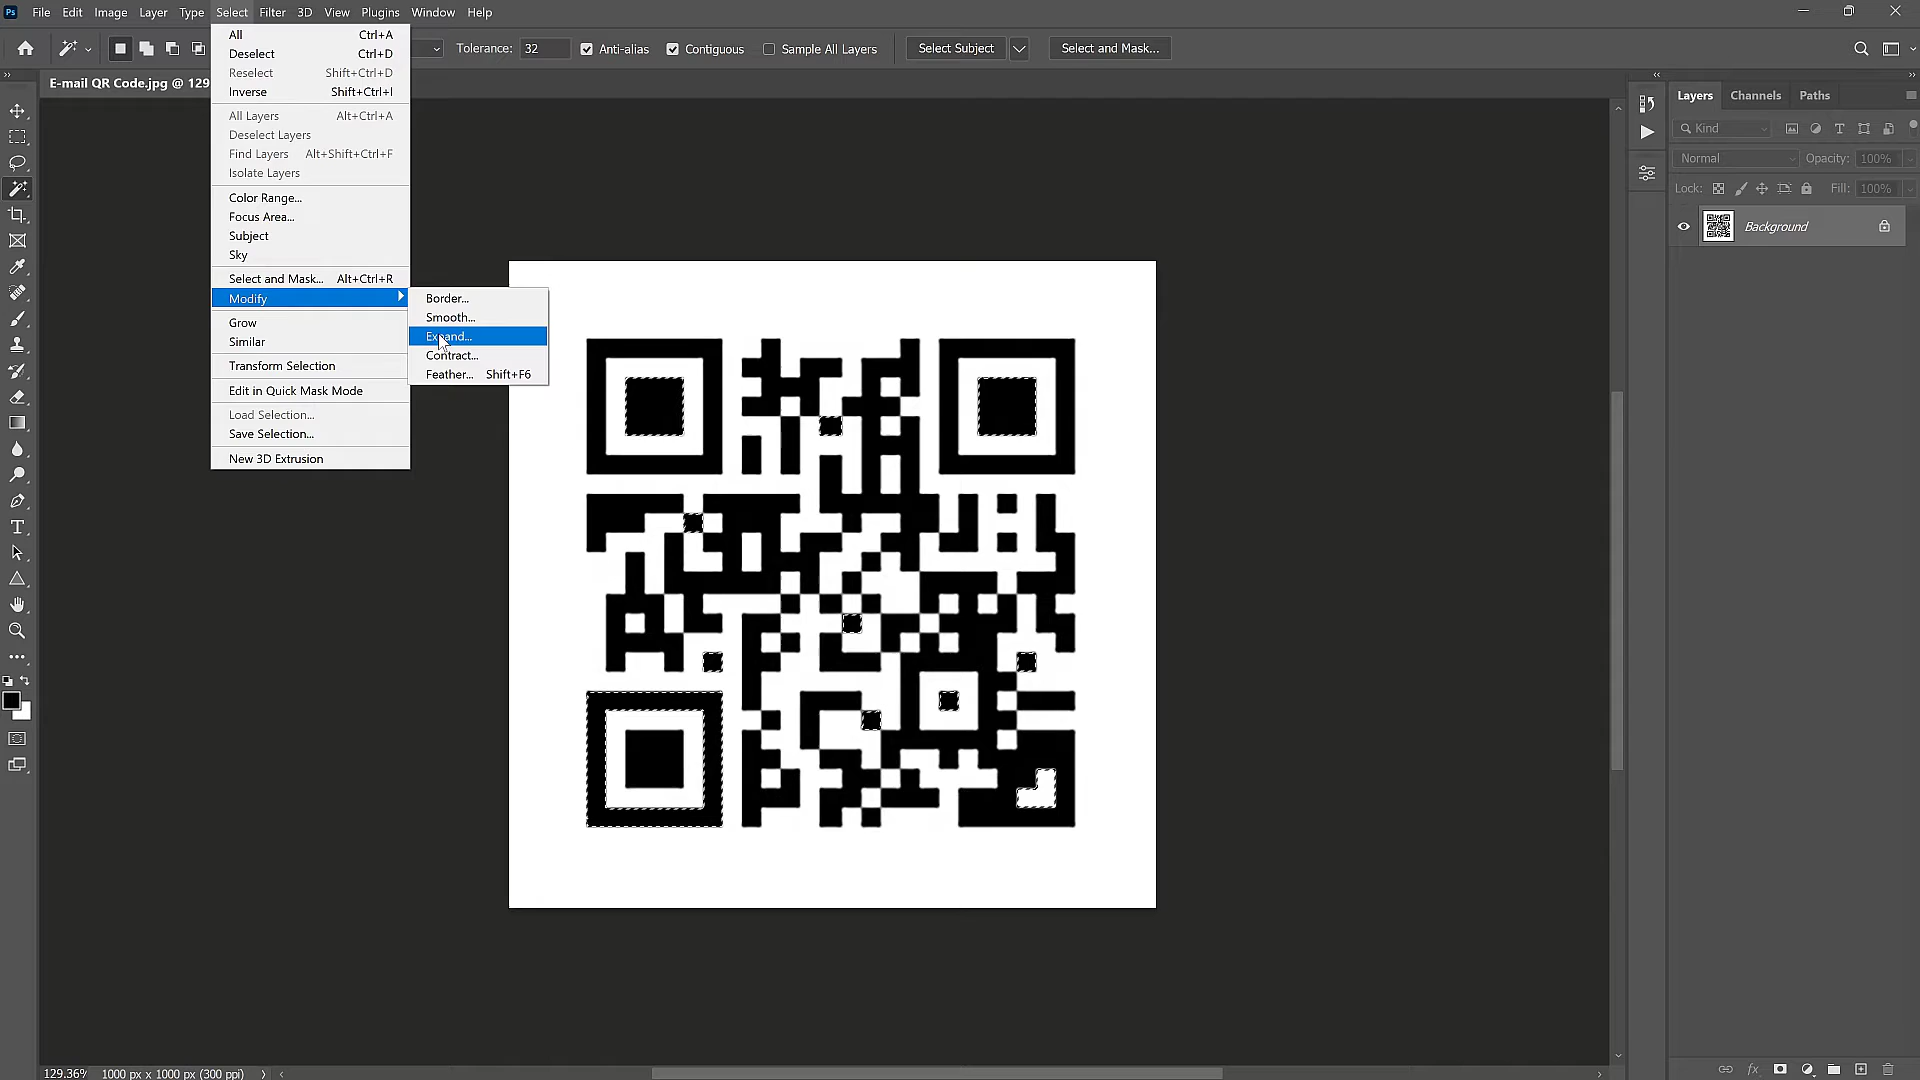 Ps File Edit Image Layer Type Select Filter 3D View Plugins Window Help
Tolerance: 32 Anti-alias Contiguous Sample All Layers Select Subject Select and Mask...
E-mail QR Code.jpg @ 129
All Ctrl+A
Deselect Ctrl+D
Reselect Shift+Ctrl+D
Inverse Shift+Ctrl+I
All Layers Alt+Ctrl+A
Deselect Layers
Find Layers Alt+Shift+Ctrl+F
Isolate Layers
Color Range...
Focus Area...
Subject
Sky
Select and Mask... Alt+Ctrl+R
Modify
Grow
Similar
Transform Selection
Edit in Quick Mask Mode
Load Selection...
Save Selection...
New 3D Extrusion
Border...
Smooth...
Expand...
Contract...
Feather... Shift+F6
Layers Channels Paths
Kind
Normal Opacity: 100%
Lock: Fill: 100%
Background
129.36% 1000 px x 1000 px (300 ppi)